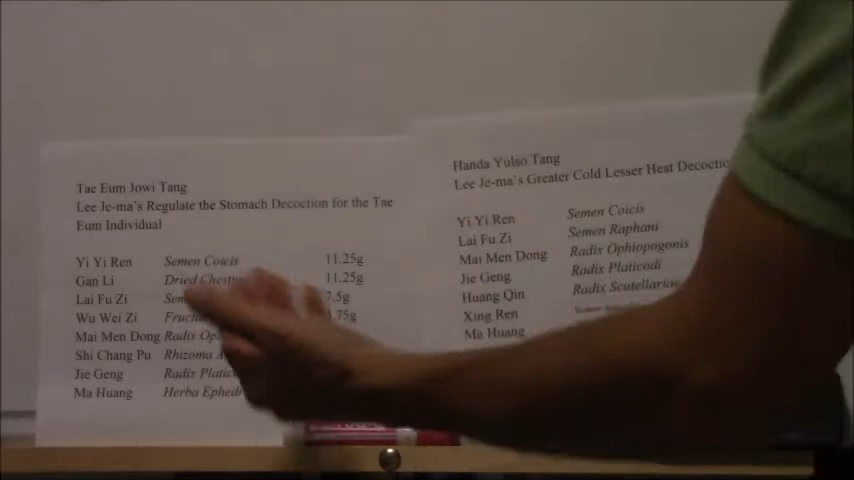 Tae Eum Jowi Tang
Lee Je-ma's Regulate the Stomach Decoction for the Tae
Eum Individual
Yi Yi Ren Semen Coicis 11.25g
Gan Li Dried 11.25g
Lai Fu Zi 7.5g
Wu Wei Zi
Mai Men Dong Radix
Shi Chang Pu Rhizoma
Jie Geng Radix
Ma Huang Herba
Handa Yulso Tang
Lee Je-ma's Greater Cold Lesser Heat
Yi Yi Ren Semen Coicis
Lai Fu Zi Semen Raphani
Mai Men Dong Radix Ophiopogonis
Jie Geng Radix Platicodi
Huang Qin Radix Scutellariae
Xing Ren
Ma Huang